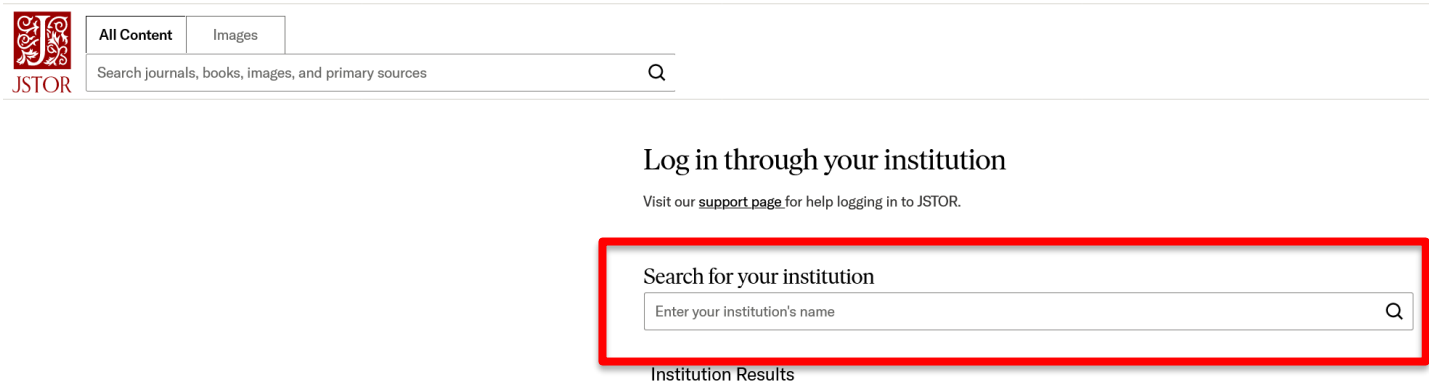 All Content
Images
Search journals, books, images, and primary sources
JSTOR
Log in through your institution
Visit our support page for help logging in to JSTOR.
Search for your institution
Enter your institution's name
Institution Results